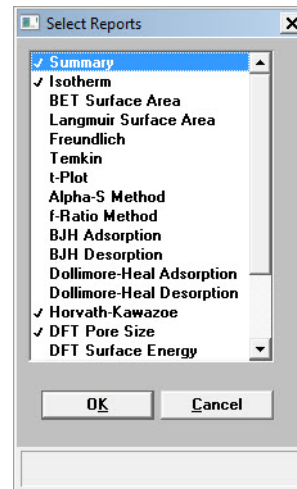 Select Reports
✓ Summary
✓ Isotherm
BET Surface Area
Langmuir Surface Area
Freundlich
Temkin
t-Plot
Alpha-S Method
f-Ratio Method
BJH Adsorption
BJH Desorption
Dollimore-Heal Adsorption
Dollimore-Heal Desorption
✓ Horvath-Kawazoe
✓ DFT Pore Size
DFT Surface Energy
OK Cancel